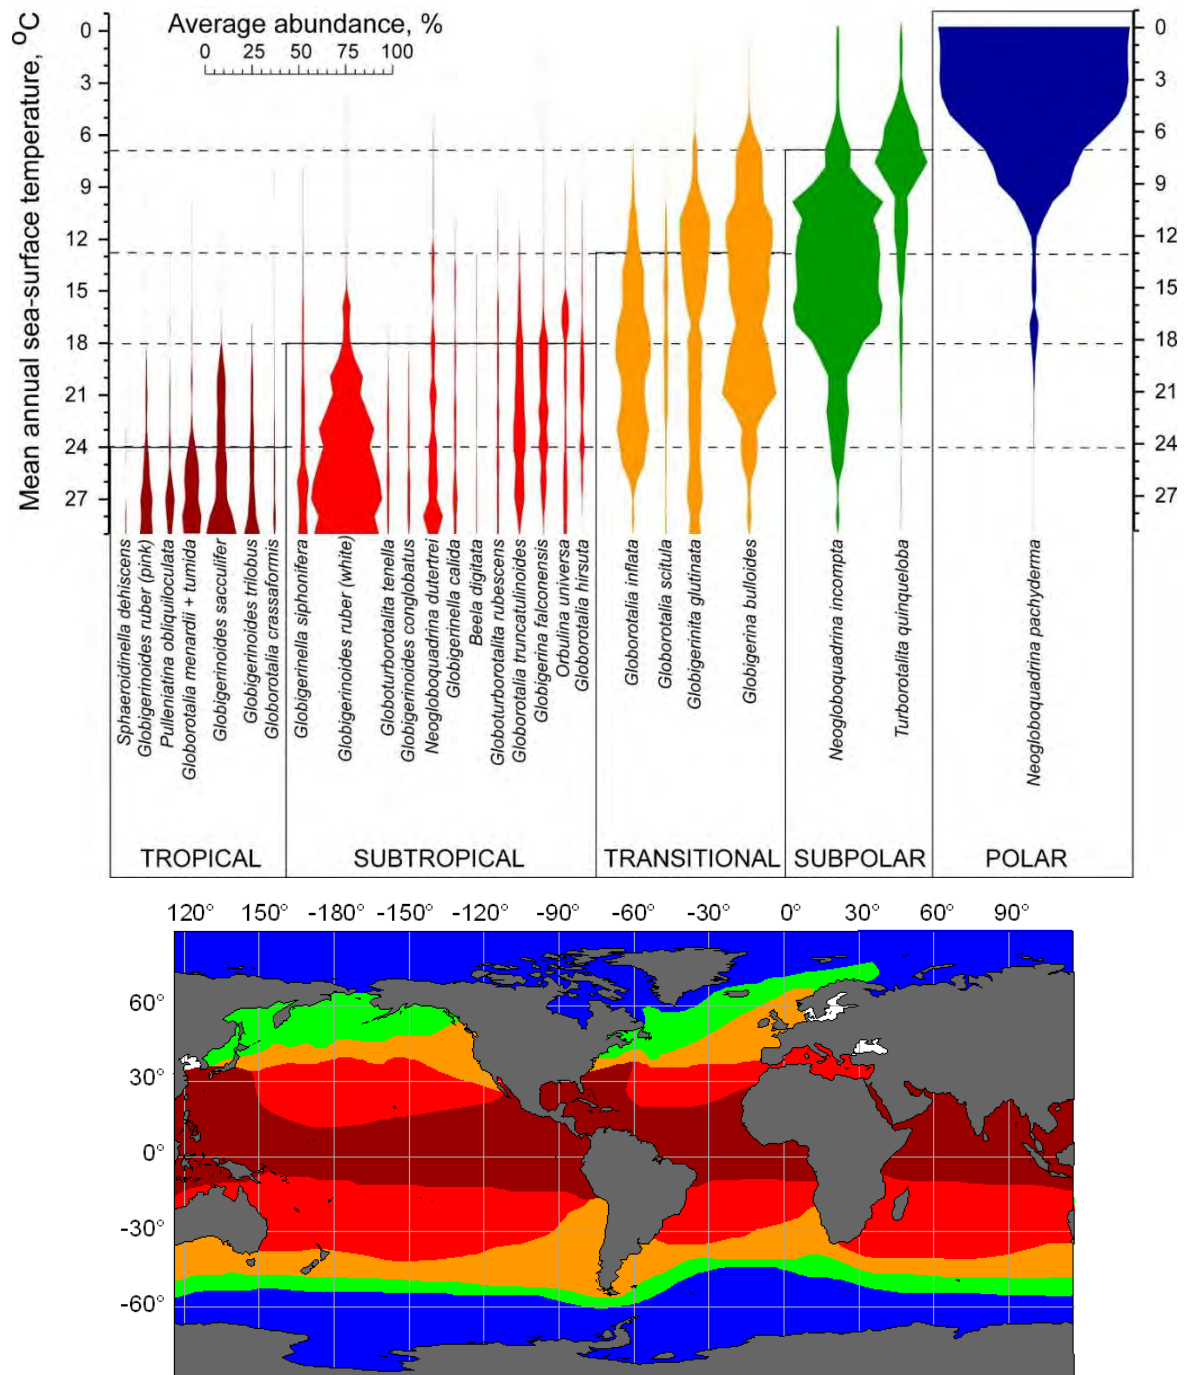 Average abundance, %
0 25 50 75 100%
Mean annual sea-surface temperature, °C
0 0
3 3
6 6
9 9
12 12
15 15
18 18
21 21
24 24
27 27
Sphaeroidinella dehiscens
Globigerinoides ruber (pink)
Pulleniatina obliquiloculata
Globorotalia menardii + tumida
Globigerinoides sacculifer
Globigerinoides trilobus
Globorotalia crassaformis
Globigerinella siphonifera
Globigerinoides ruber (white)
Globoturborotalita tenella
Globigerinoides conglobatus
Neogloboquadrina dutertrei
Globigerinella calida
Beela digitata
Globoturborotalita rubescens
Globorotalia truncatulinoides
Globigerina falconensis
Orbulina universa
Globorotalia hirsuta
Globorotalia inflata
Globorotalia scitula
Globigerinita glutinata
Globigerina bulloides
Neogloboquadrina incompta
Turborotalita quinqueloba
Neogloboquadrina pachyderma
TROPICAL SUBTROPICAL TRANSITIONAL SUBPOLAR POLAR
120° 150° -180° -150° -120° -90° -60° -30° 0° 30° 60° 90°
60°
30°
0°
-30°
-60°